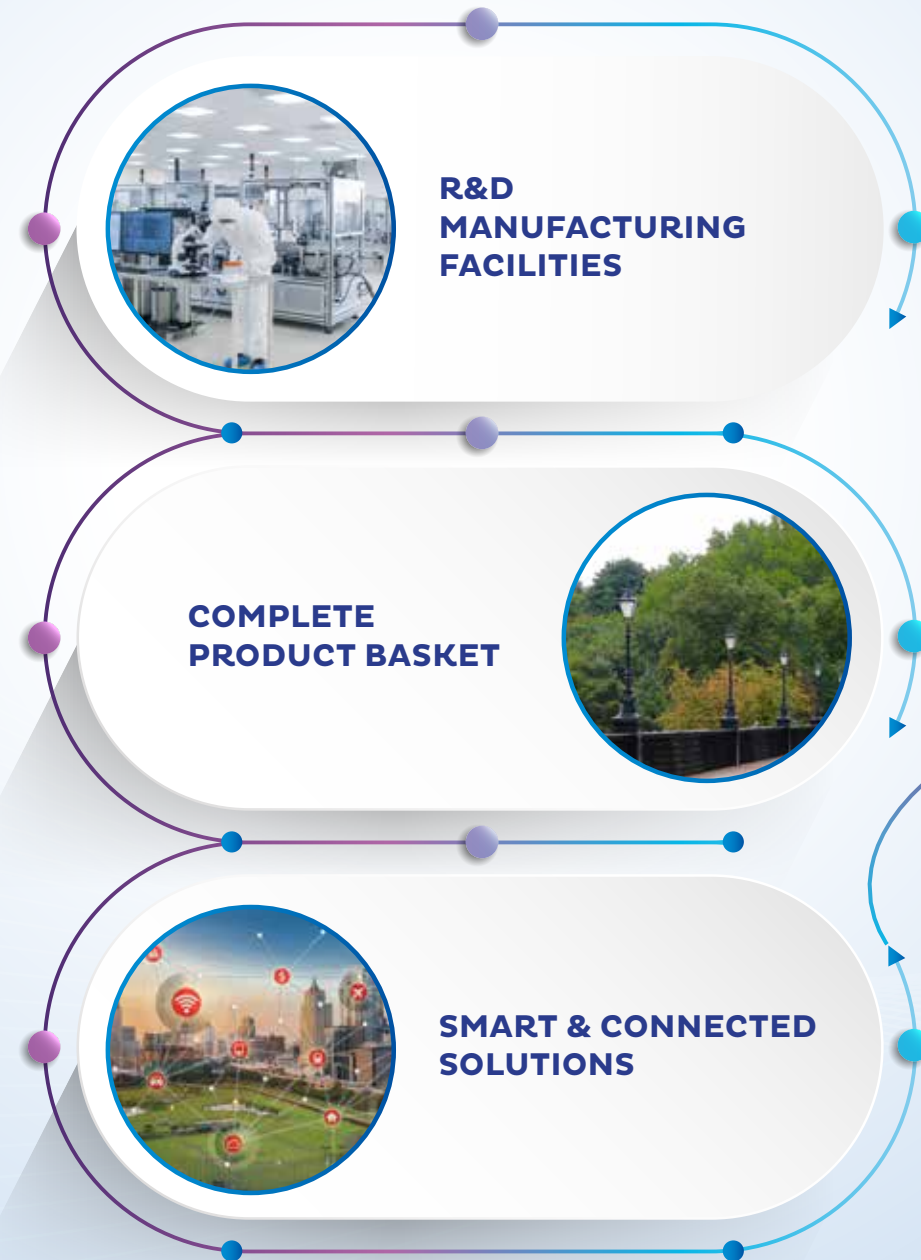 R&D
MANUFACTURING
FACILITIES
COMPLETE
PRODUCT BASKET
SMART & CONNECTED
SOLUTIONS